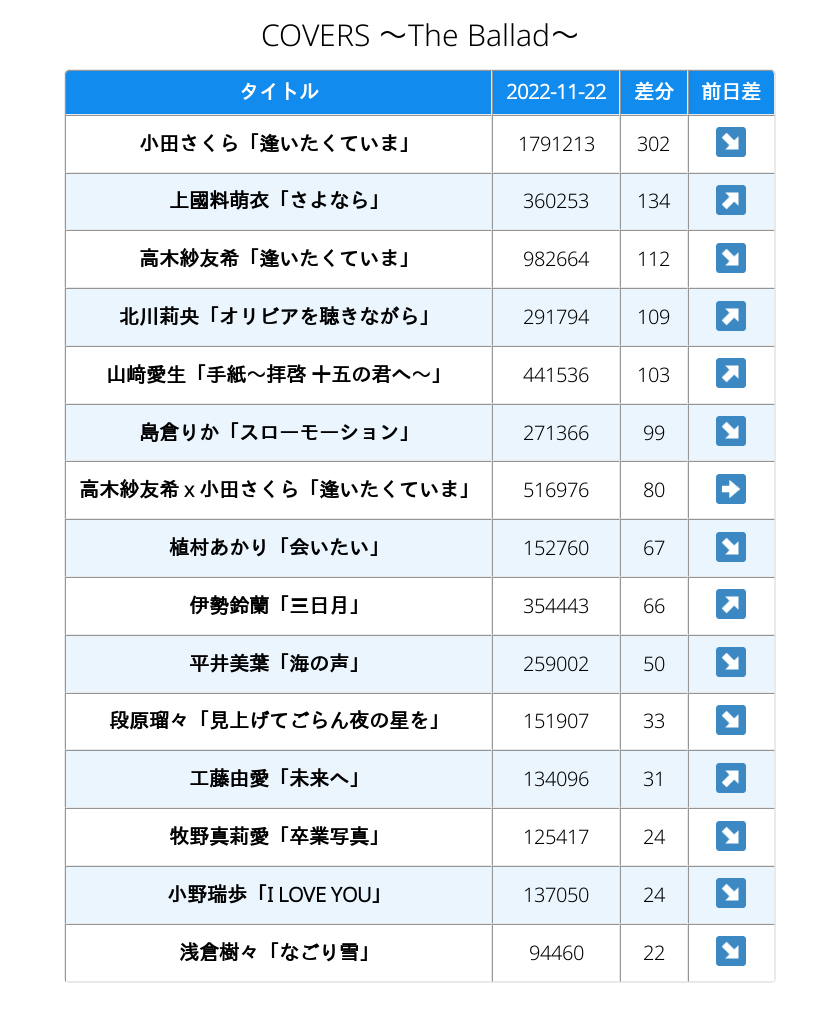 COVERS ～The Ballad～
タイトル 2022-11-22 差分 前日差
小田さくら「逢いたくていま」 1791213 302 ↘
上國料萌衣「さよなら」 360253 134 ↗
高木紗友希「逢いたくていま」 982664 112 ↘
北川莉央「オリビアを聴きながら」 291794 109 ↗
山﨑愛生「手紙～拝啓 十五の君へ～」 441536 103 ↗
島倉りか「スローモーション」 271366 99 ↘
高木紗友希 x 小田さくら「逢いたくていま」 516976 80 ➡
植村あかり「会いたい」 152760 67 ↘
伊勢鈴蘭「三日月」 354443 66 ↗
平井美葉「海の声」 259002 50 ↘
段原瑠々「見上げてごらん夜の星を」 151907 33 ↘
工藤由愛「未来へ」 134096 31 ↗
牧野真莉愛「卒業写真」 125417 24 ↘
小野瑞歩「I LOVE YOU」 137050 24 ↘
浅倉樹々「なごり雪」 94460 22 ↘